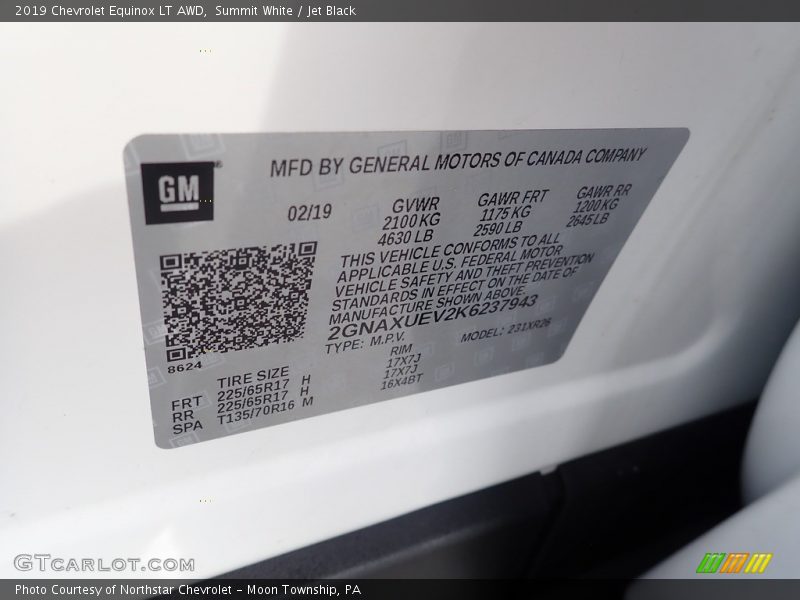 2019 Chevrolet Equinox LT AWD, Summit White / Jet Black
GM
MFD BY GENERAL MOTORS OF CANADA COMPANY
02/19 GVWR GAWR FRT GAWR RR
2100 KG 1175 KG 1200 KG
4630 LB 2590 LB 2645 LB
THIS VEHICLE CONFORMS TO ALL
APPLICABLE U.S. FEDERAL MOTOR
VEHICLE SAFETY AND THEFT PREVENTION
STANDARDS IN EFFECT ON THE DATE OF
MANUFACTURE SHOWN ABOVE.
2GNAXUEV2K6237943
TYPE: M.P.V. MODEL: 231XR26
8624
TIRE SIZE RIM
FRT 225/65R17 H 17X7J
RR 225/65R17 H 17X7J
SPA T135/70R16 M 16X4BT
GTCARLOT.COM
Photo Courtesy of Northstar Chevrolet - Moon Township, PA